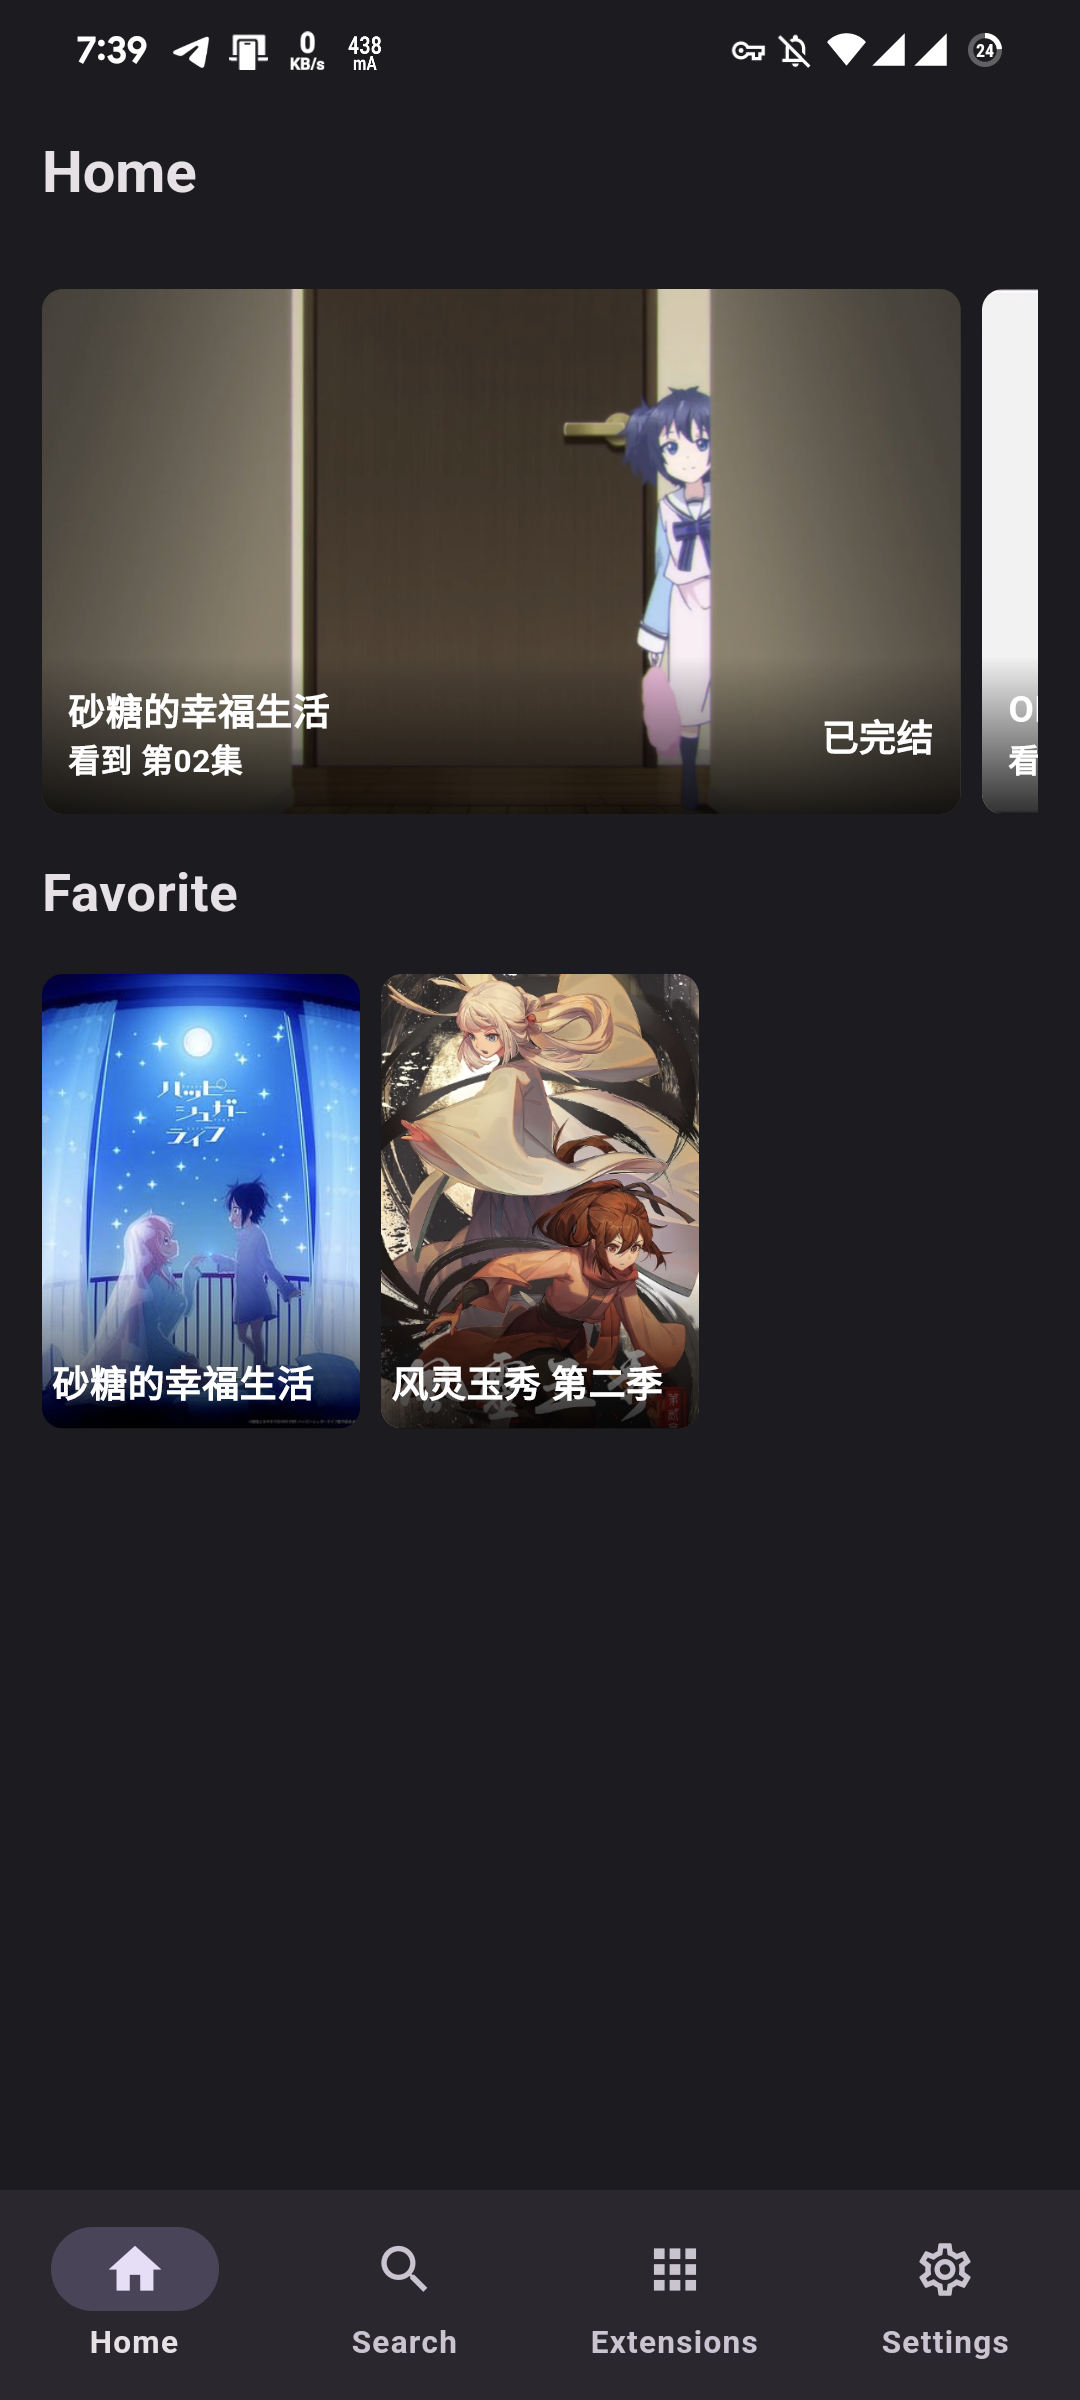 7:39
0
KB/s
438
mA
24
Home
砂糖的幸福生活
看到 第02集
已完结
看
Favorite
ハッピー
シュガー
ライフ
砂糖的幸福生活
风灵玉秀 第二季
Home
Search
Extensions
Settings